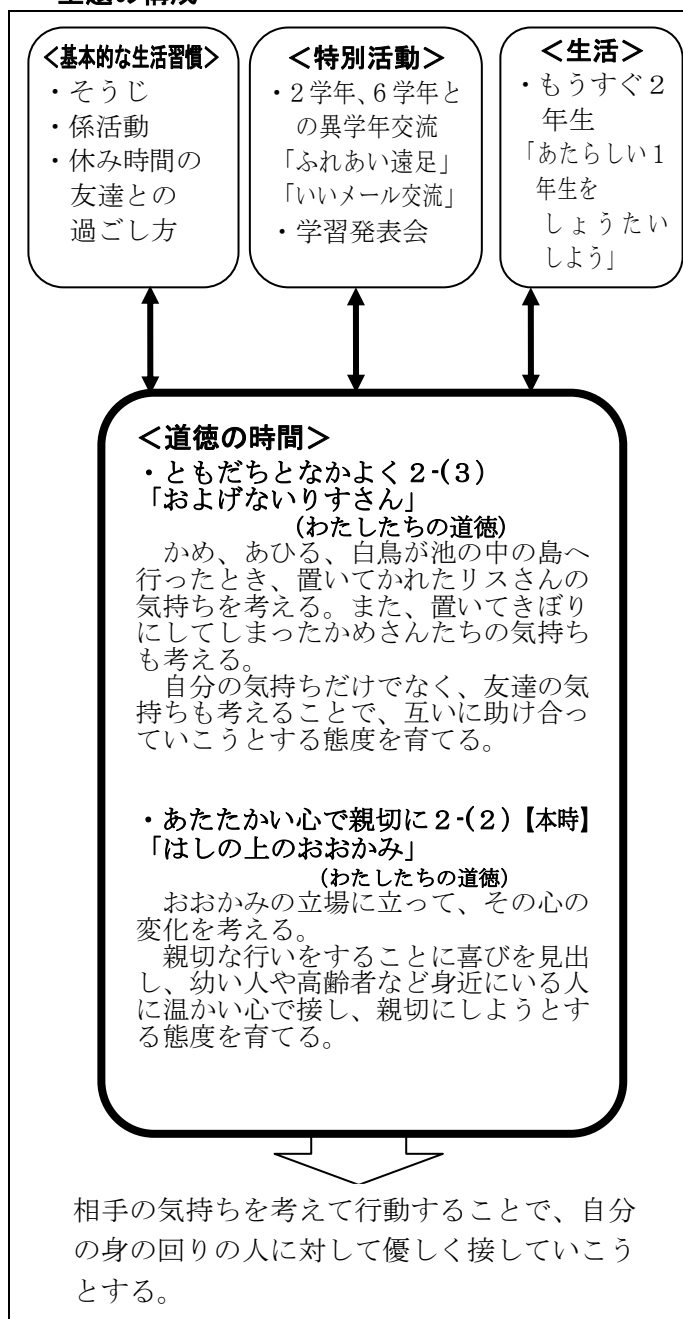 ＜基本的な生活習慣＞
・そうじ
・係活動
・休み時間の
友達との
過ごし方
＜特別活動＞
・２学年、６学年と
の異学年交流
「ふれあい遠足」
「いいメール交流」
・学習発表会
＜生活＞
・もうすぐ２
年生
「あたらしい１
年生を
しょうたい
しよう」
＜道徳の時間＞
・ともだちとなかよく２-(３)
「およげないりすさん」
(わたしたちの道徳)
かめ、あひる、白鳥が池の中の島へ
行ったとき、置いてかれたリスさんの
気持ちを考える。また、置いてきぼり
にしてしまったかめさんたちの気持ち
も考える。
自分の気持ちだけでなく、友達の気
持ちも考えることで、互いに助け合っ
ていこうとする態度を育てる。
・あたたかい心で親切に２-(２)【本時】
「はしの上のおおかみ」
(わたしたちの道徳)
おおかみの立場に立って、その心の
変化を考える。
親切な行いをすることに喜びを見出
し、幼い人や高齢者など身近にいる人
に温かい心で接し、親切にしようとす
る態度を育てる。
相手の気持ちを考えて行動することで、自分
の身の回りの人に対して優しく接していこう
とする。